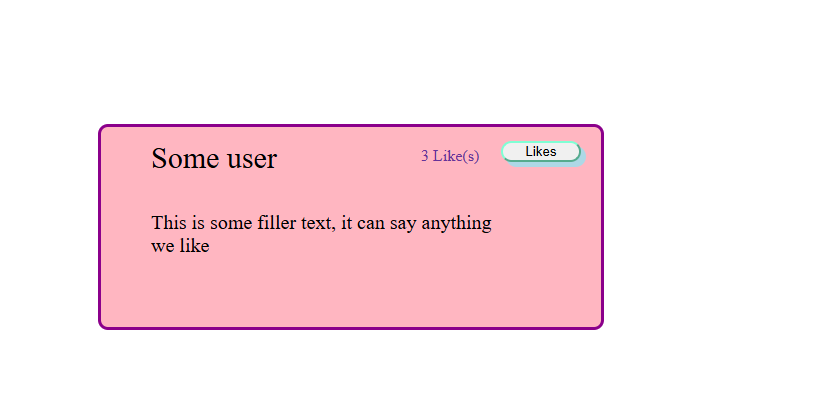 Some user
3 Like(s)
Likes
This is some filler text, it can say anything
we like